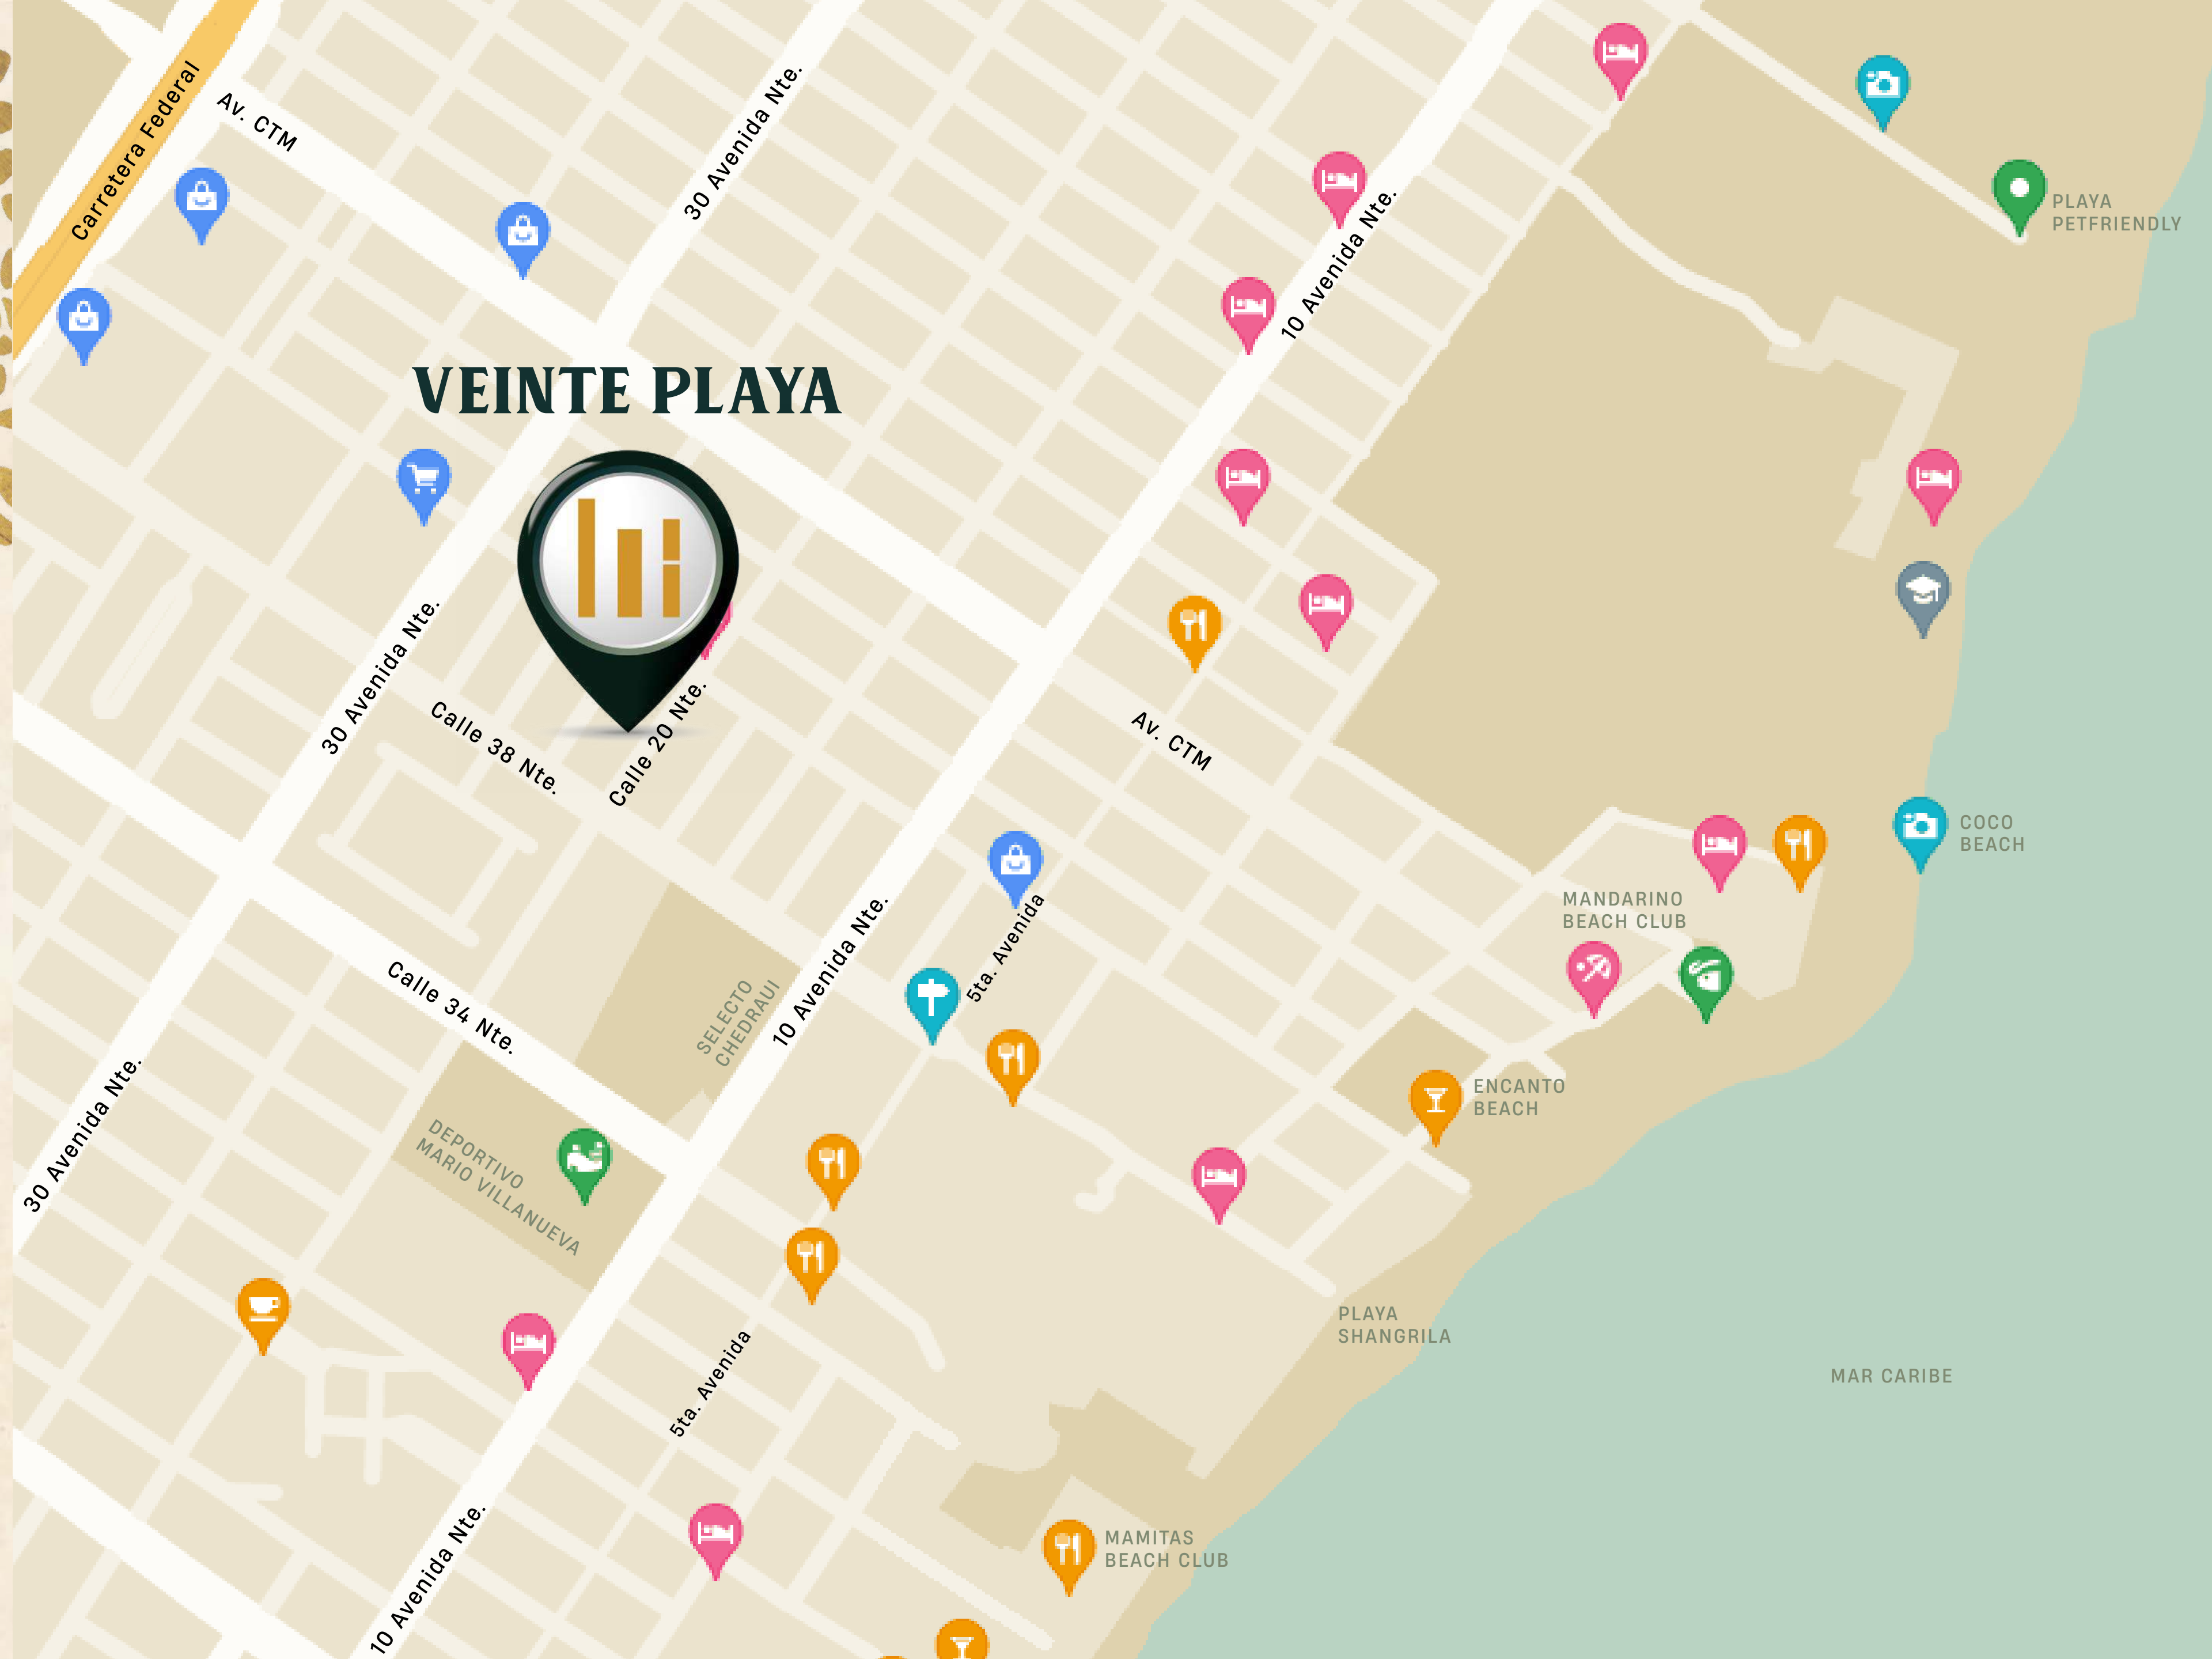 Carretera Federal
Av. CTM
30 Avenida Nte.
10 Avenida Nte.
PLAYA
PETFRIENDLY
VEINTE PLAYA
30 Avenida Nte.
Calle 38 Nte.
Calle 20 Nte.
Av. CTM
COCO
BEACH
MANDARINO
BEACH CLUB
5ta. Avenida
10 Avenida Nte.
SELECTO
CHEDRAUI
Calle 34 Nte.
30 Avenida Nte.
ENCANTO
BEACH
DEPORTIVO
MARIO VILLANUEVA
PLAYA
SHANGRILA
MAR CARIBE
5ta. Avenida
10 Avenida Nte.
MAMITAS
BEACH CLUB